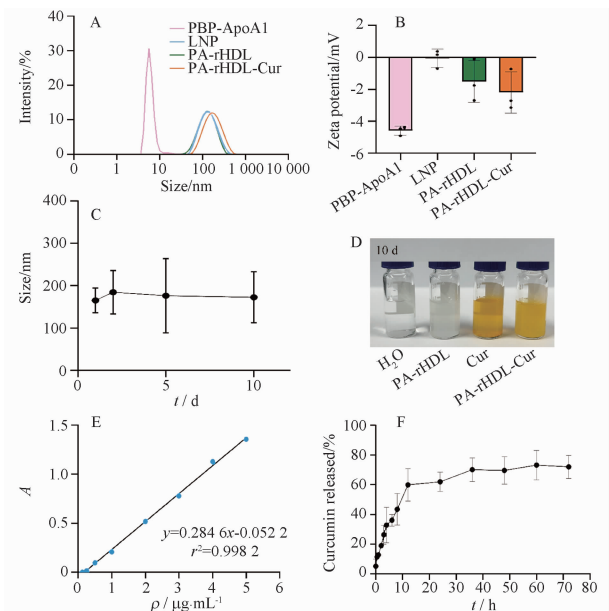 A
PBP-ApoA1
LNP
PA-rHDL
PA-rHDL-Cur
Intensity/%
40
30
20
10
0
0
1
10
100
1 000
10 000
Size/nm
B
Zeta potential/mV
2
0
-2
-4
-6
PBP-ApoA1
LNP
PA-rHDL
PA-rHDL-Cur
C
Size/nm
400
300
200
100
0
0
5
10
t / d
D
10 d
H₂O
PA-rHDL
Cur
PA-rHDL-Cur
E
A
1.5
1.0
0.5
0
0
1
2
3
4
5
6
y=0.284 6x-0.052 2
r²=0.998 2
ρ / μg·mL⁻¹
F
Curcumin released/%
100
80
60
40
20
0
0
10
20
30
40
50
60
70
80
t / h